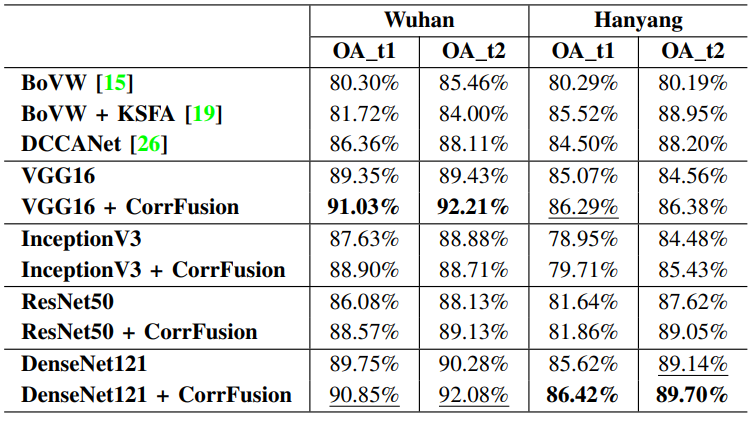 Wuhan Hanyang
OA_t1 OA_t2 OA_t1 OA_t2
BoVW [15] 80.30% 85.46% 80.29% 80.19%
BoVW + KSFA [19] 81.72% 84.00% 85.52% 88.95%
DCCANet [26] 86.36% 88.11% 84.50% 88.20%
VGG16 89.35% 89.43% 85.07% 84.56%
VGG16 + CorrFusion 91.03% 92.21% 86.29% 86.38%
InceptionV3 87.63% 88.88% 78.95% 84.48%
InceptionV3 + CorrFusion 88.90% 88.71% 79.71% 85.43%
ResNet50 86.08% 88.13% 81.64% 87.62%
ResNet50 + CorrFusion 88.57% 89.13% 81.86% 89.05%
DenseNet121 89.75% 90.28% 85.62% 89.14%
DenseNet121 + CorrFusion 90.85% 92.08% 86.42% 89.70%